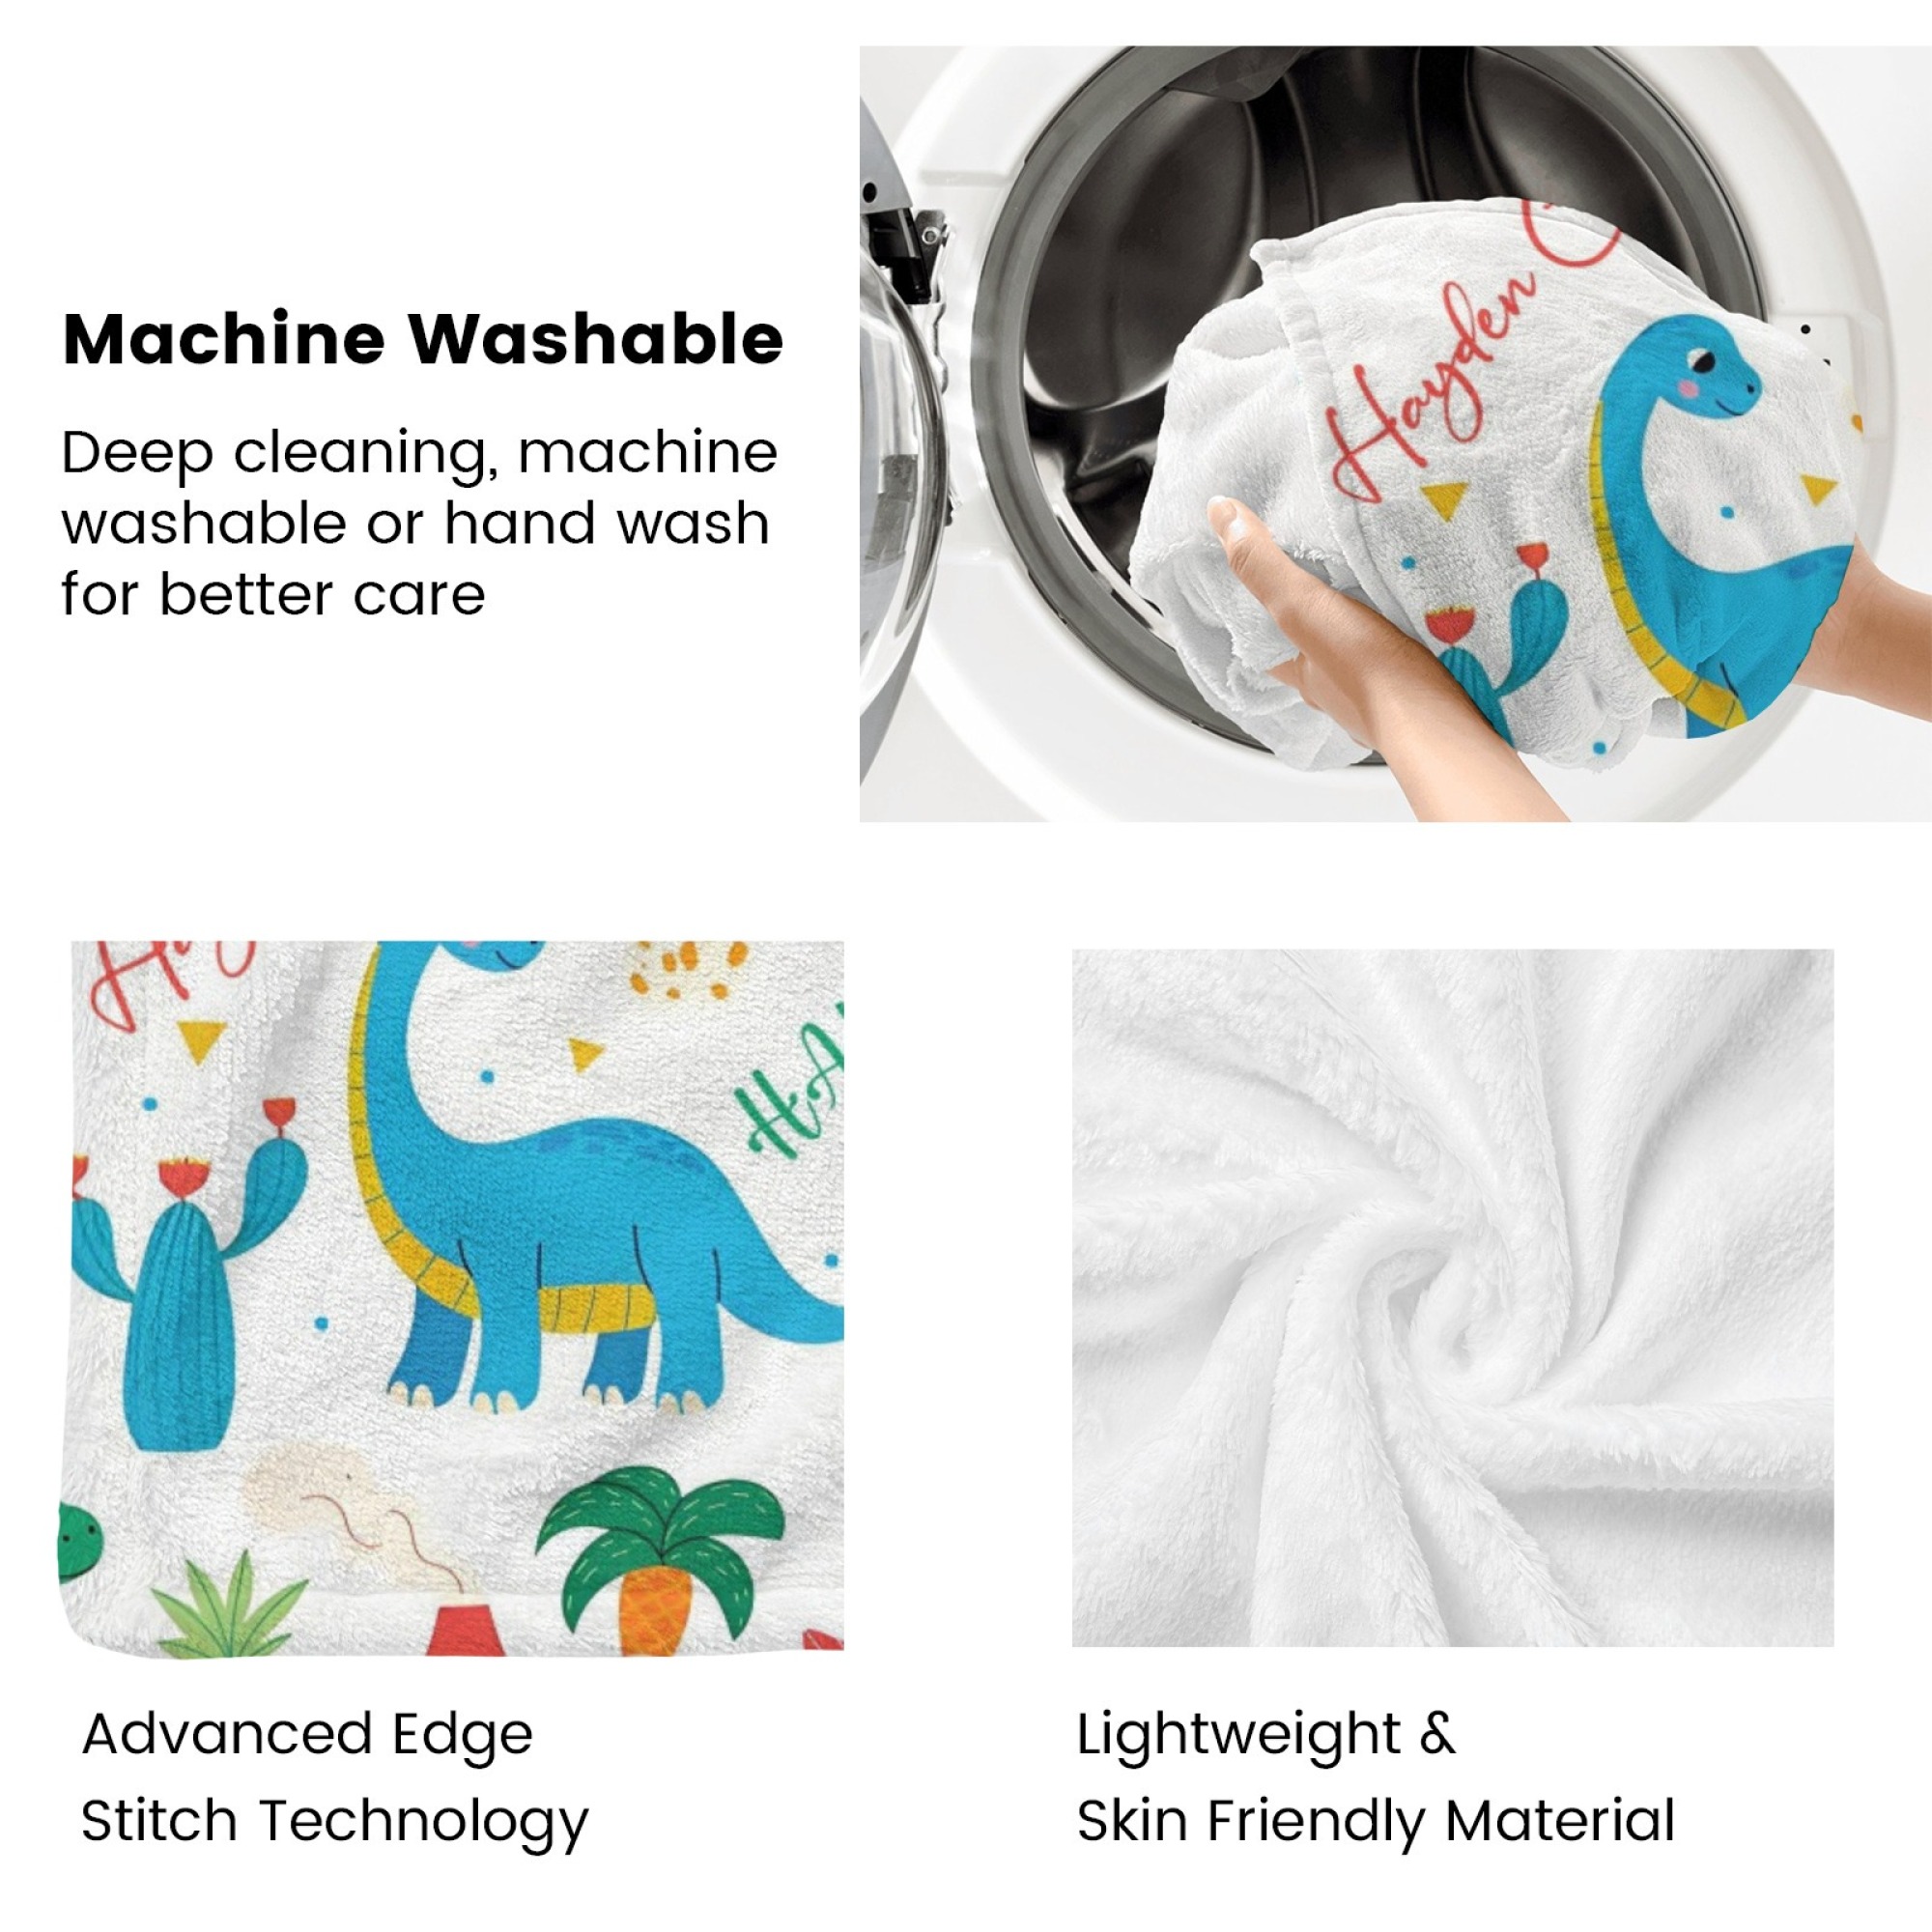 Machine Washable
Deep cleaning, machine
washable or hand wash
for better care
Hayden
Advanced Edge
Stitch Technology
Lightweight &
Skin Friendly Material